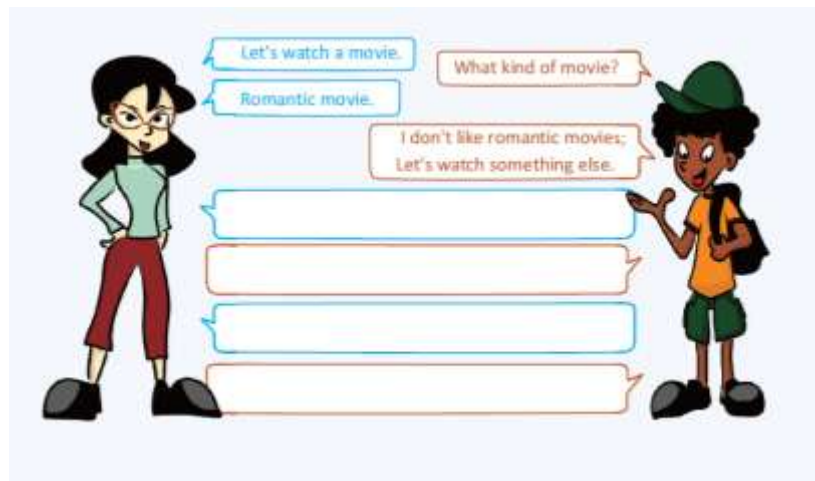 Let's watch a movie.
What kind of movie?
Romantic movie.
I don't like romantic movies;
Let's watch something else.